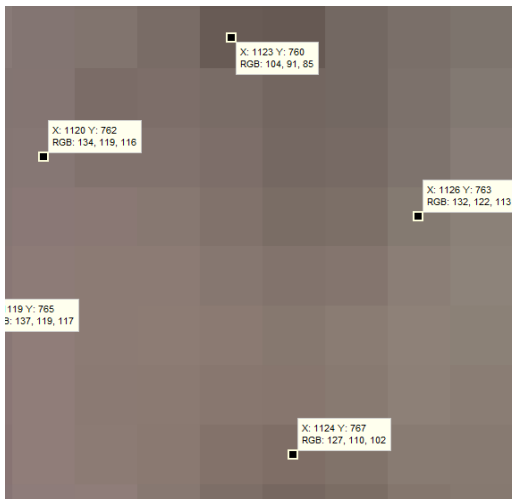 X: 1123 Y: 760
RGB: 104, 91, 85
X: 1120 Y: 762
RGB: 134, 119, 116
X: 1126 Y: 763
RGB: 132, 122, 113
119 Y: 765
B: 137, 119, 117
X: 1124 Y: 767
RGB: 127, 110, 102